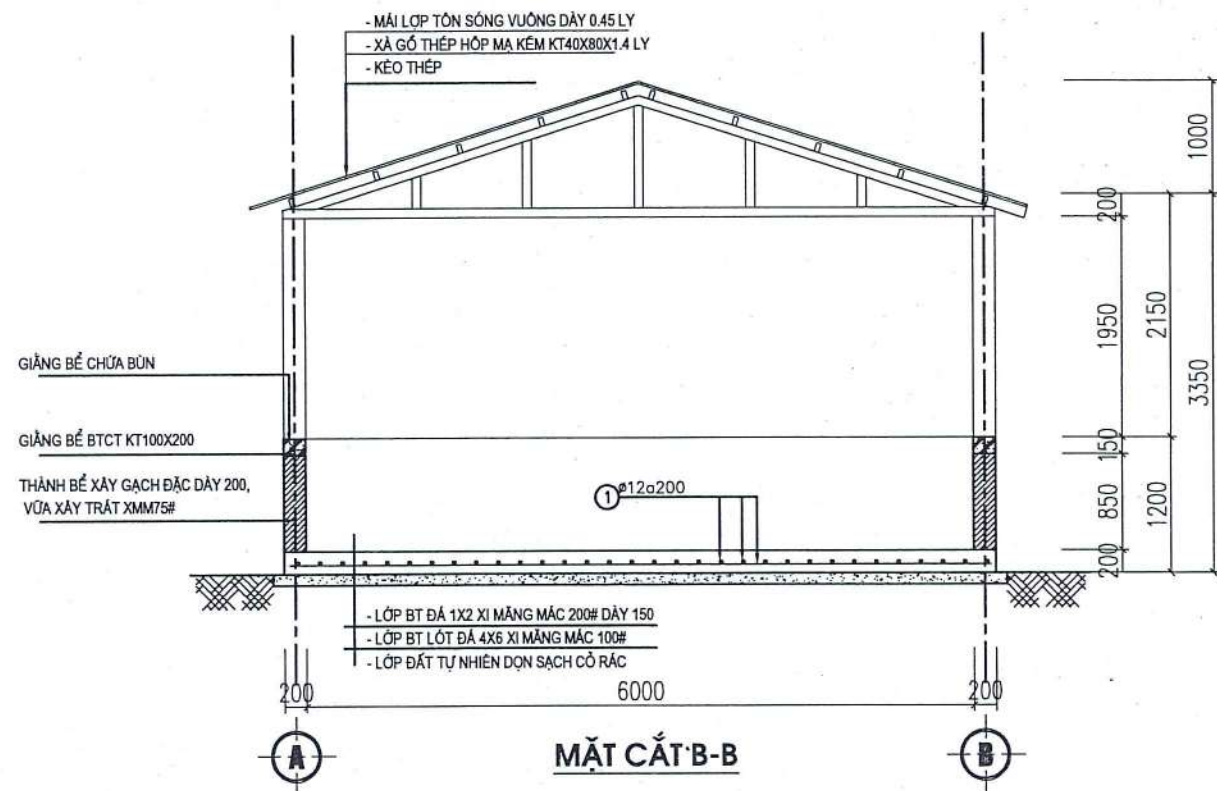 - MÁI LỢP TÔN SÓNG VUÔNG DÀY 0.45 LY
- XÀ GỒ THÉP HỘP MẠ KẼM KT40X80X1.4 LY
- KÈO THÉP
1000
200
1950
2150
3350
GIẰNG BỂ CHỨA BÙN
GIẰNG BỂ BTCT KT100X200
150
THÀNH BỂ XÂY GẠCH ĐẶC DÀY 200,
VỮA XÂY TRÁT XMM75#
1 ø12a200
850
1200
200
- LỚP BT ĐÁ 1X2 XI MĂNG MÁC 200# DÀY 150
- LỚP BT LÓT ĐÁ 4X6 XI MĂNG MÁC 100#
- LỚP ĐẤT TỰ NHIÊN DỌN SẠCH CỎ RÁC
200 6000 200
A MẶT CẮT B-B B